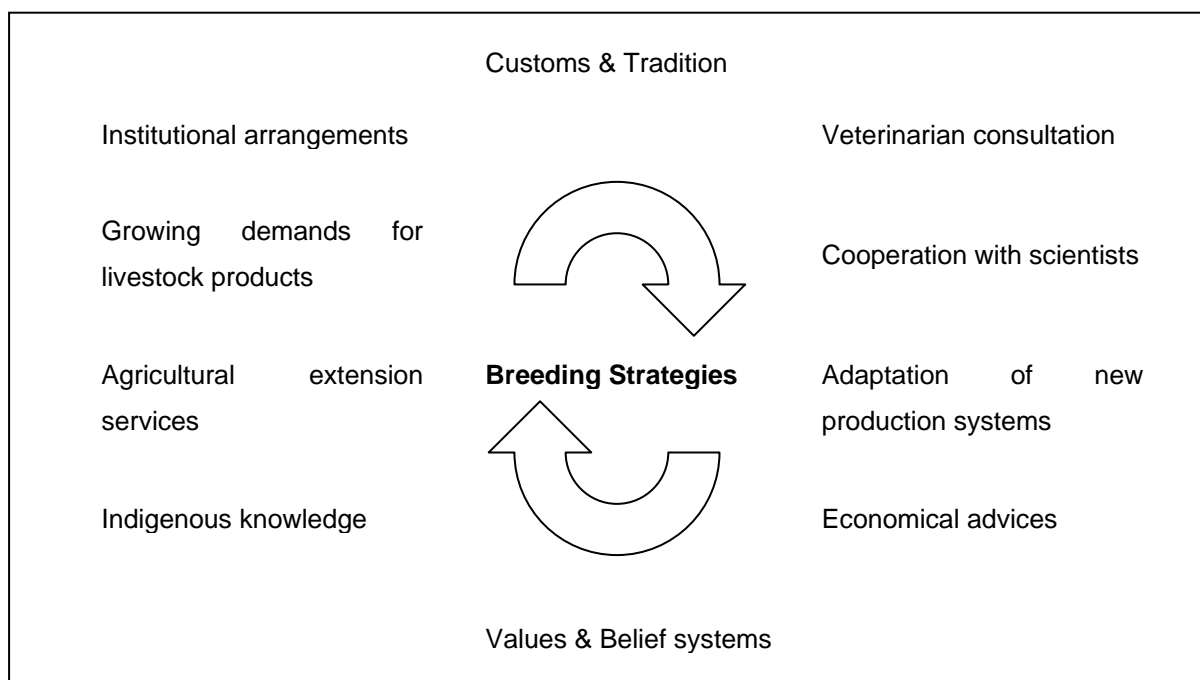 Customs & Tradition
Institutional arrangements
Veterinarian consultation
Growing demands for
livestock products
Cooperation with scientists
Agricultural extension
services
Breeding Strategies
Adaptation of new
production systems
Indigenous knowledge
Economical advices
Values & Belief systems